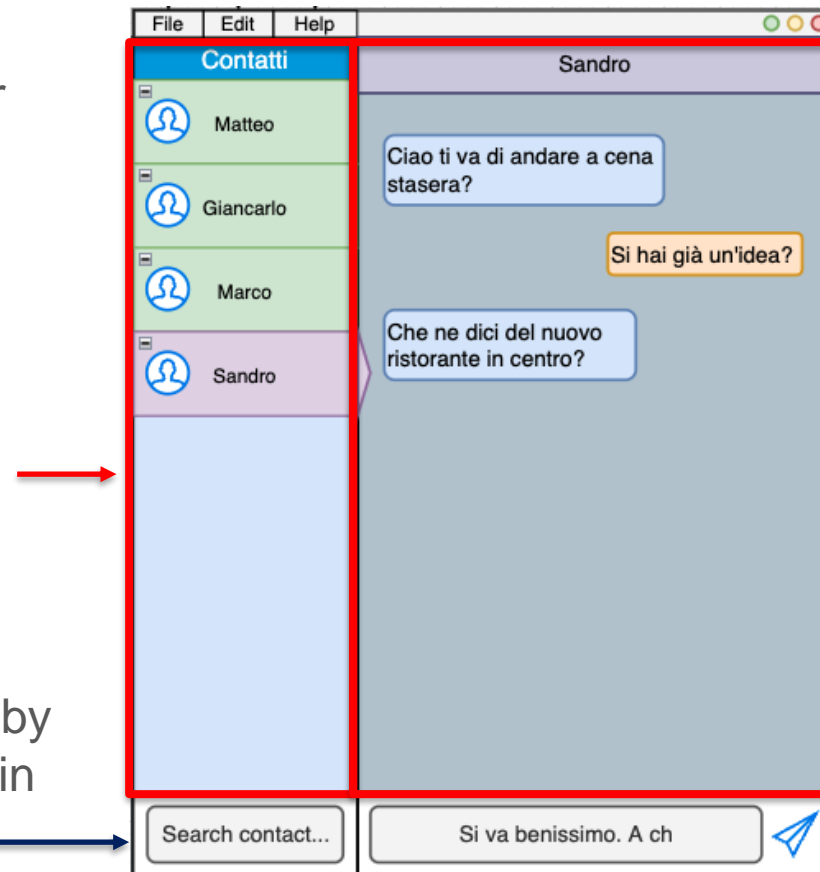 File Edit Help
Contatti
Sandro
Matteo
Giancarlo
Marco
Sandro
Ciao ti va di andare a cena
stasera?
Si hai già un'idea?
Che ne dici del nuovo
ristorante in centro?
by
in
Search contact...
Si va benissimo. A ch